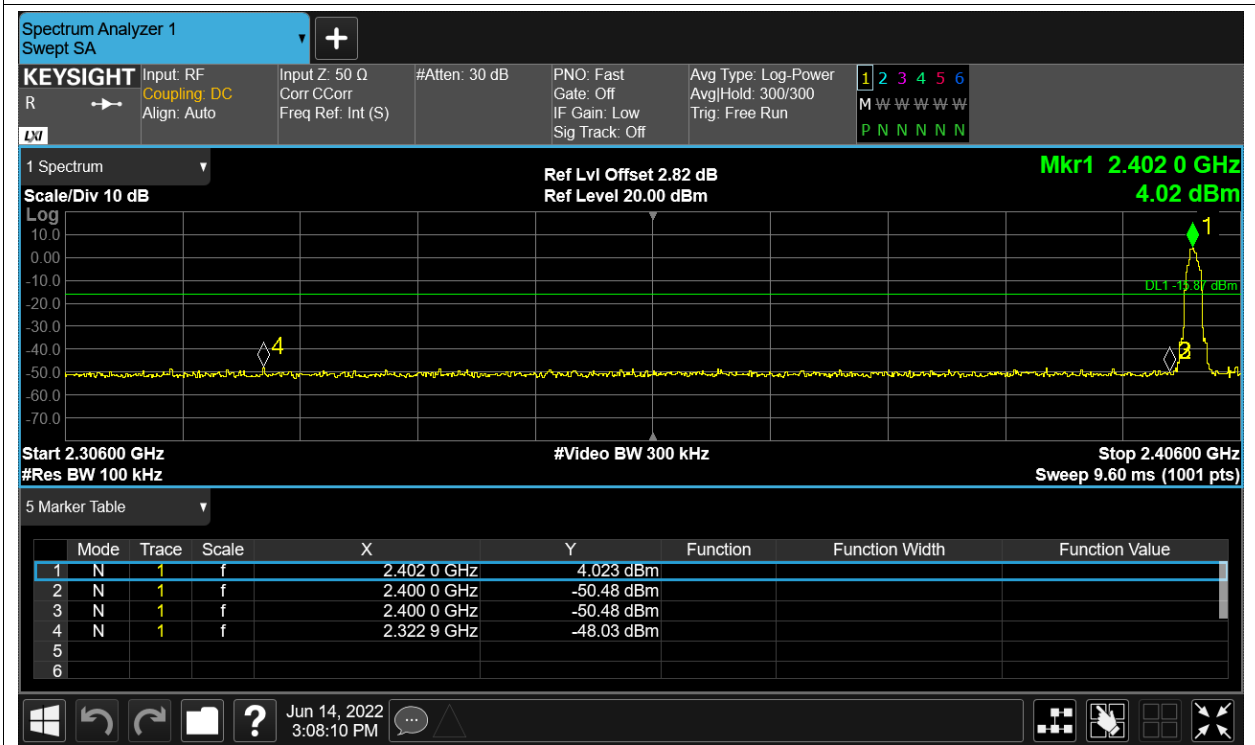 Spectrum Analyzer 1
Swept SA
+
KEYSIGHT Input: RF Input Z: 50 Ω #Atten: 30 dB PNO: Fast Avg Type: Log-Power 1 2 3 4 5 6
R Coupling: DC Corr CCorr Gate: Off Avg|Hold: 300/300 M W W W W W
Align: Auto Freq Ref: Int (S) IF Gain: Low Trig: Free Run
LXI Sig Track: Off P N N N N N
1 Spectrum Ref Lvl Offset 2.82 dB Mkr1 2.402 0 GHz
Scale/Div 10 dB Ref Level 20.00 dBm 4.02 dBm
Log
1
10.0
0.00
-10.0
DL1 -15.87 dBm
-20.0
-30.0
-40.0
4
-50.0
-60.0
-70.0
Start 2.30600 GHz #Video BW 300 kHz Stop 2.40600 GHz
#Res BW 100 kHz Sweep 9.60 ms (1001 pts)
5 Marker Table
Mode Trace Scale X Y Function Function Width Function Value
1 N 1 f 2.402 0 GHz 4.023 dBm
2 N 1 f 2.400 0 GHz -50.48 dBm
3 N 1 f 2.400 0 GHz -50.48 dBm
4 N 1 f 2.322 9 GHz -48.03 dBm
5
6
? Jun 14, 2022
3:08:10 PM